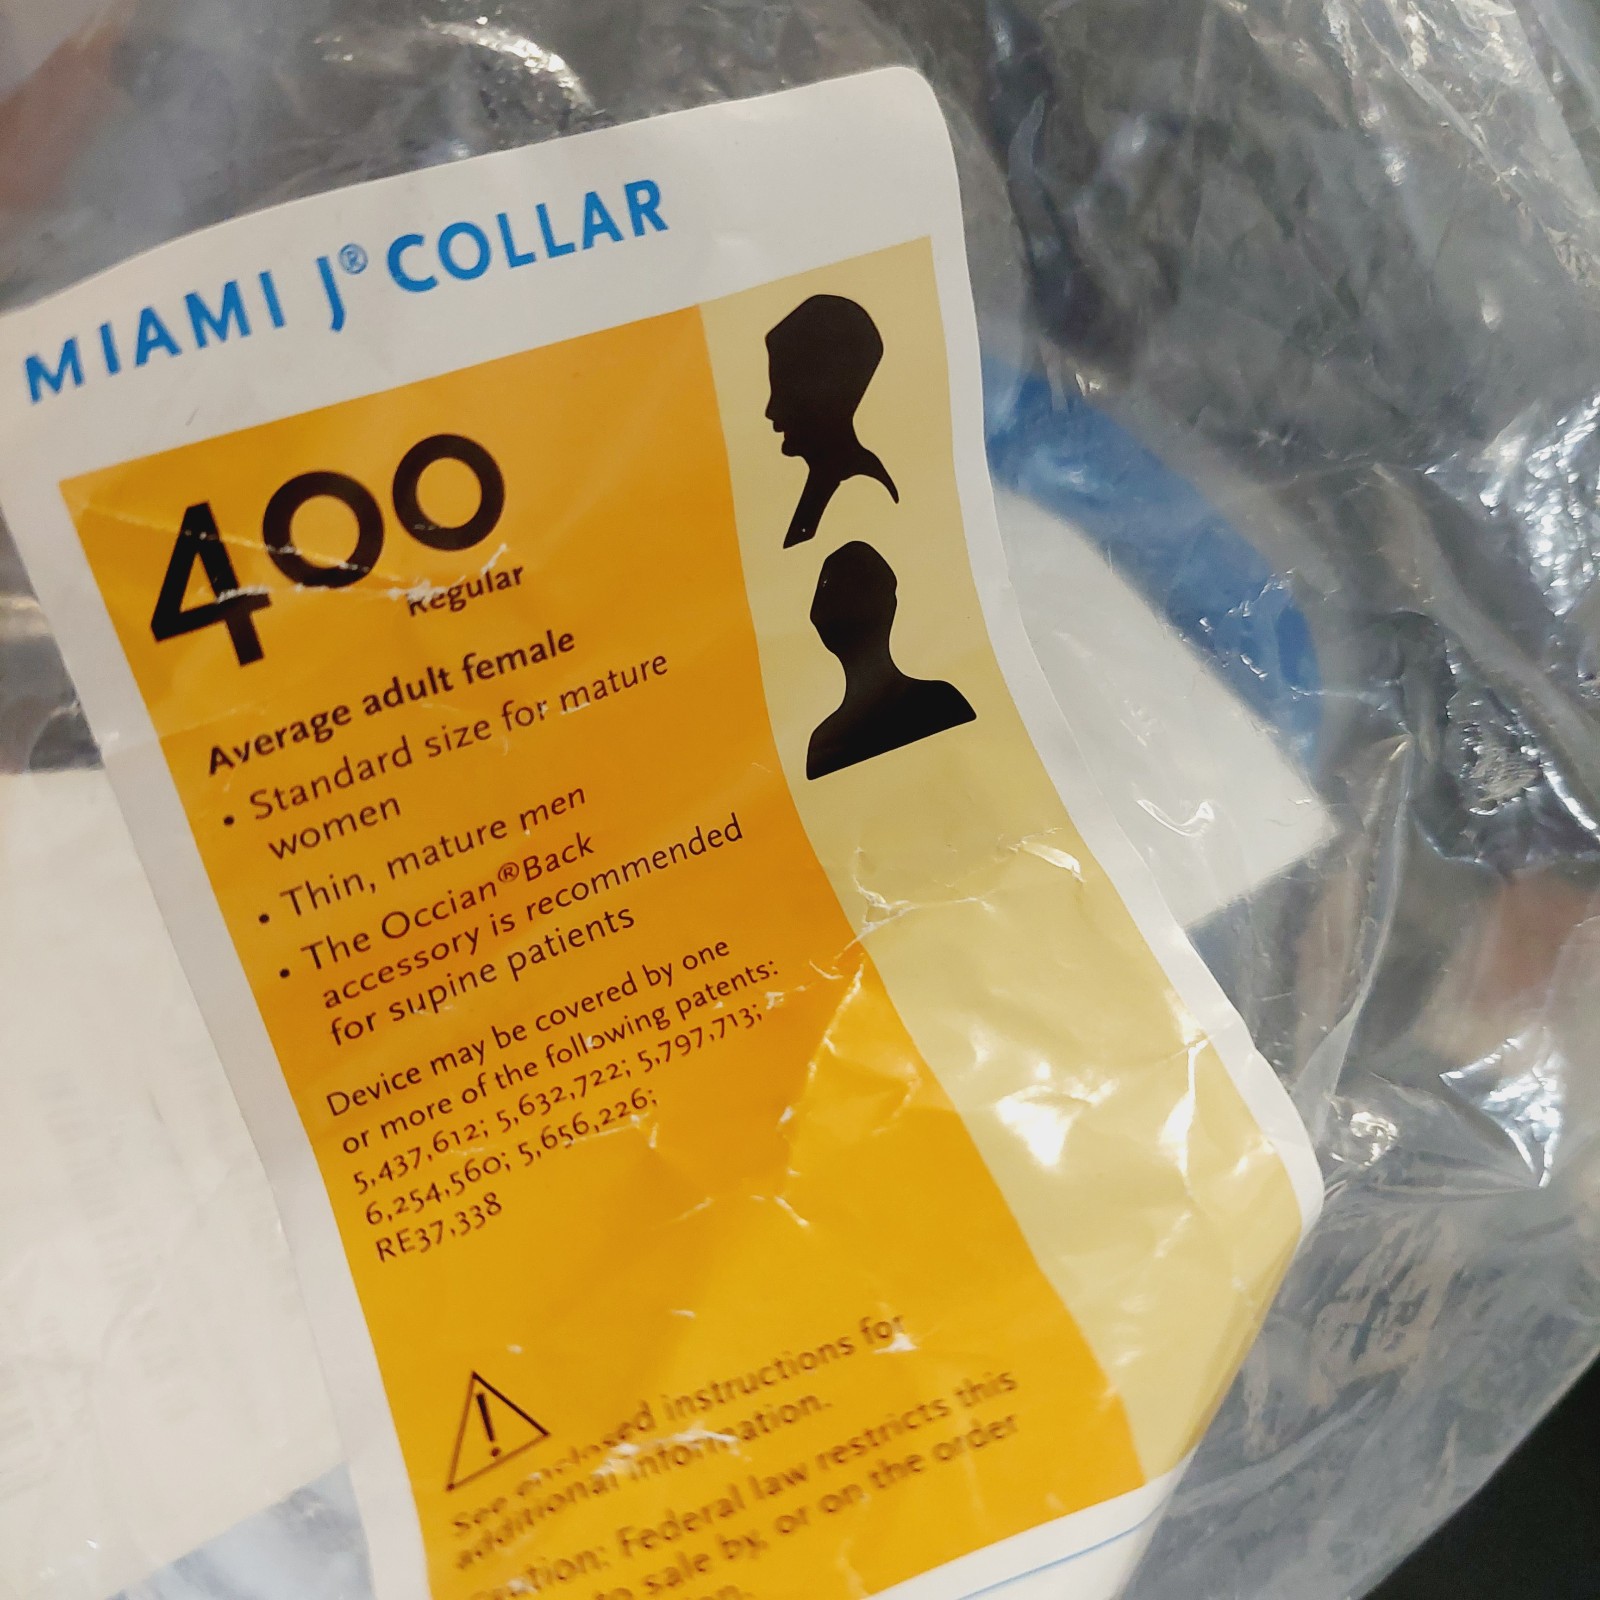 MIAMI J® COLLAR
400
Regular
Average adult female
• Standard size for mature
women
• Thin, mature men
• The Occian® Back
accessory is recommended
for supine patients
Device may be covered by one
or more of the following patents:
5,437,612; 5,632,722; 5,797,713;
6,254,560; 5,656,226;
RE37,338
See enclosed instructions for
additional information.
Federal law restricts this
to sale by, or on the order